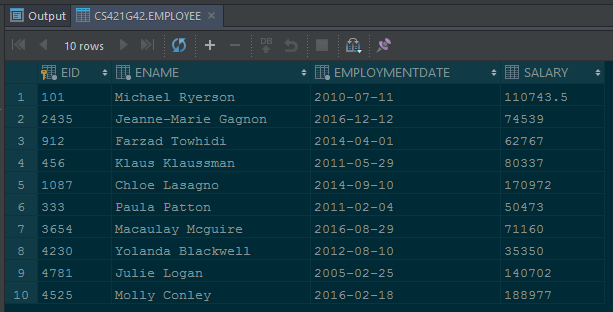 Output CS421G42.EMPLOYEE
10 rows DB
EID ENAME EMPLOYMENTDATE SALARY
1 101 Michael Ryerson 2010-07-11 110743.5
2 2435 Jeanne-Marie Gagnon 2016-12-12 74539
3 912 Farzad Towhidi 2014-04-01 62767
4 456 Klaus Klaussman 2011-05-29 80337
5 1087 Chloe Lasagno 2014-09-10 170972
6 333 Paula Patton 2011-02-04 50473
7 3654 Macaulay Mcguire 2016-08-29 71160
8 4230 Yolanda Blackwell 2012-08-10 35350
9 4781 Julie Logan 2005-02-25 140702
10 4525 Molly Conley 2016-02-18 188977